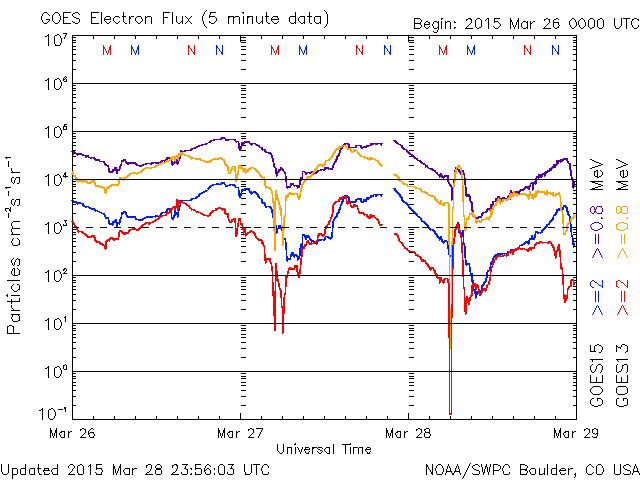 GOES Electron Flux (5 minute data)
Begin: 2015 Mar 26 0000 UTC
M M N N M M N N M M N N
10⁷
10⁶
10⁵
10⁴
10³
10²
10¹
10⁰
10⁻¹
Particles cm⁻²s⁻¹sr⁻¹
Mar 26 Mar 27 Mar 28 Mar 29
Universal Time
GOES15 >=2 >=0.8 MeV
GOES13 >=2 >=0.8 MeV
Updated 2015 Mar 28 23:56:03 UTC
NOAA/SWPC Boulder, CO USA